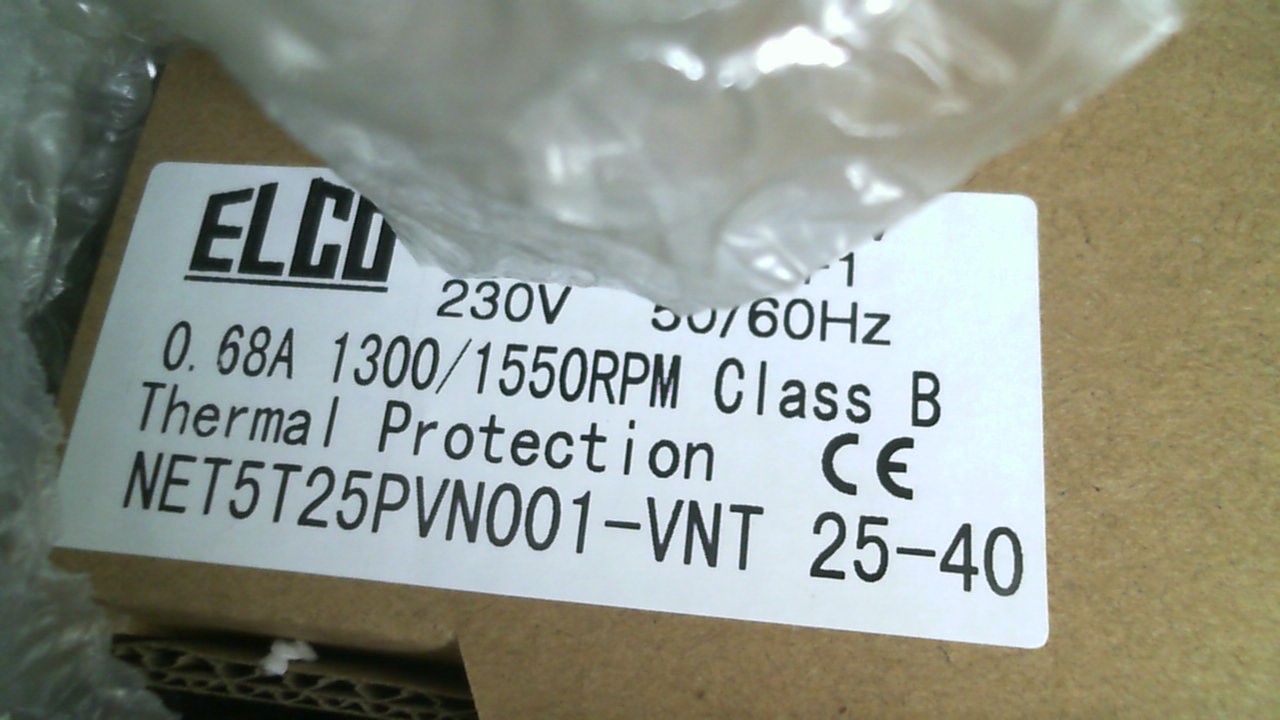 ELCO
230V 50/60Hz
0.68A 1300/1550RPM Class B
Thermal Protection CE
NET5T25PVN001-VNT 25-40